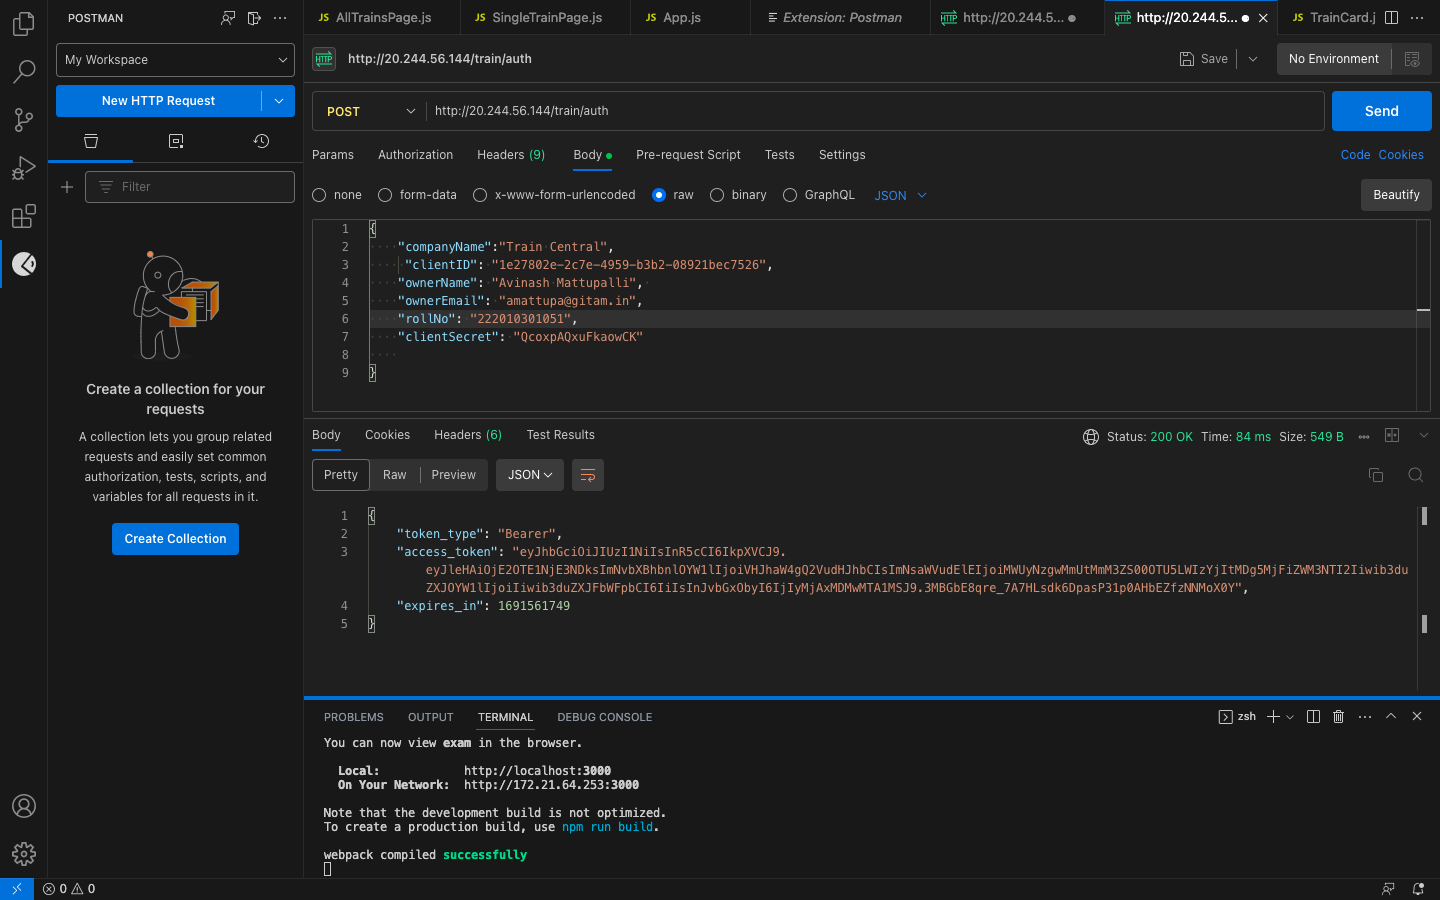 POSTMAN
My Workspace
New HTTP Request
Filter
Create a collection for your
requests
A collection lets you group related
requests and easily set common
authorization, tests, scripts, and
variables for all requests in it.
Create Collection
JS AllTrainsPage.js
JS SingleTrainPage.js
JS App.js
Extension: Postman
HTTP http://20.244.5...
HTTP http://20.244.5...
JS TrainCard.j
HTTP http://20.244.56.144/train/auth
Save
No Environment
POST http://20.244.56.144/train/auth
Send
Params Authorization Headers (9) Body Pre-request Script Tests Settings Code Cookies
none form-data x-www-form-urlencoded raw binary GraphQL JSON Beautify
1 {
2 "companyName":"Train Central",
3 "clientID": "1e27802e-2c7e-4959-b3b2-08921bec7526",
4 "ownerName": "Avinash Mattupalli",
5 "ownerEmail": "amattupa@gitam.in",
6 "rollNo": "222010301051",
7 "clientSecret": "QcoxpAQxuFkaowCK"
8
9 }
Body Cookies Headers (6) Test Results Status: 200 OK Time: 84 ms Size: 549 B
Pretty Raw Preview JSON
1 {
2 "token_type": "Bearer",
3 "access_token": "eyJhbGciOiJIUzI1NiIsInR5cCI6IkpXVCJ9.
eyJleHAiOjE2OTE1NjE3NDksImNvbXBhbnlOYW1lIjoiVHJhaW4gQ2VudHJhbCIsImNsaWVudElEIjoiMWUyNzgwMmUtMmM3ZS00OTU5LWIzYjItMDg5MjFiZWM3NTI2Iiwib3du
ZXJOYW1lIjoiIiwib3duZXJFbWFpbCI6IiIsInJvbGxObyI6IjIyMjAxMDMwMTA1MSJ9.3MBGbE8qre_7A7HLsdk6DpasP31p0AHbEZfzNNMoX0Y",
4 "expires_in": 1691561749
5 }
PROBLEMS OUTPUT TERMINAL DEBUG CONSOLE
zsh
You can now view exam in the browser.
Local: http://localhost:3000
On Your Network: http://172.21.64.253:3000
Note that the development build is not optimized.
To create a production build, use npm run build.
webpack compiled successfully
0 0